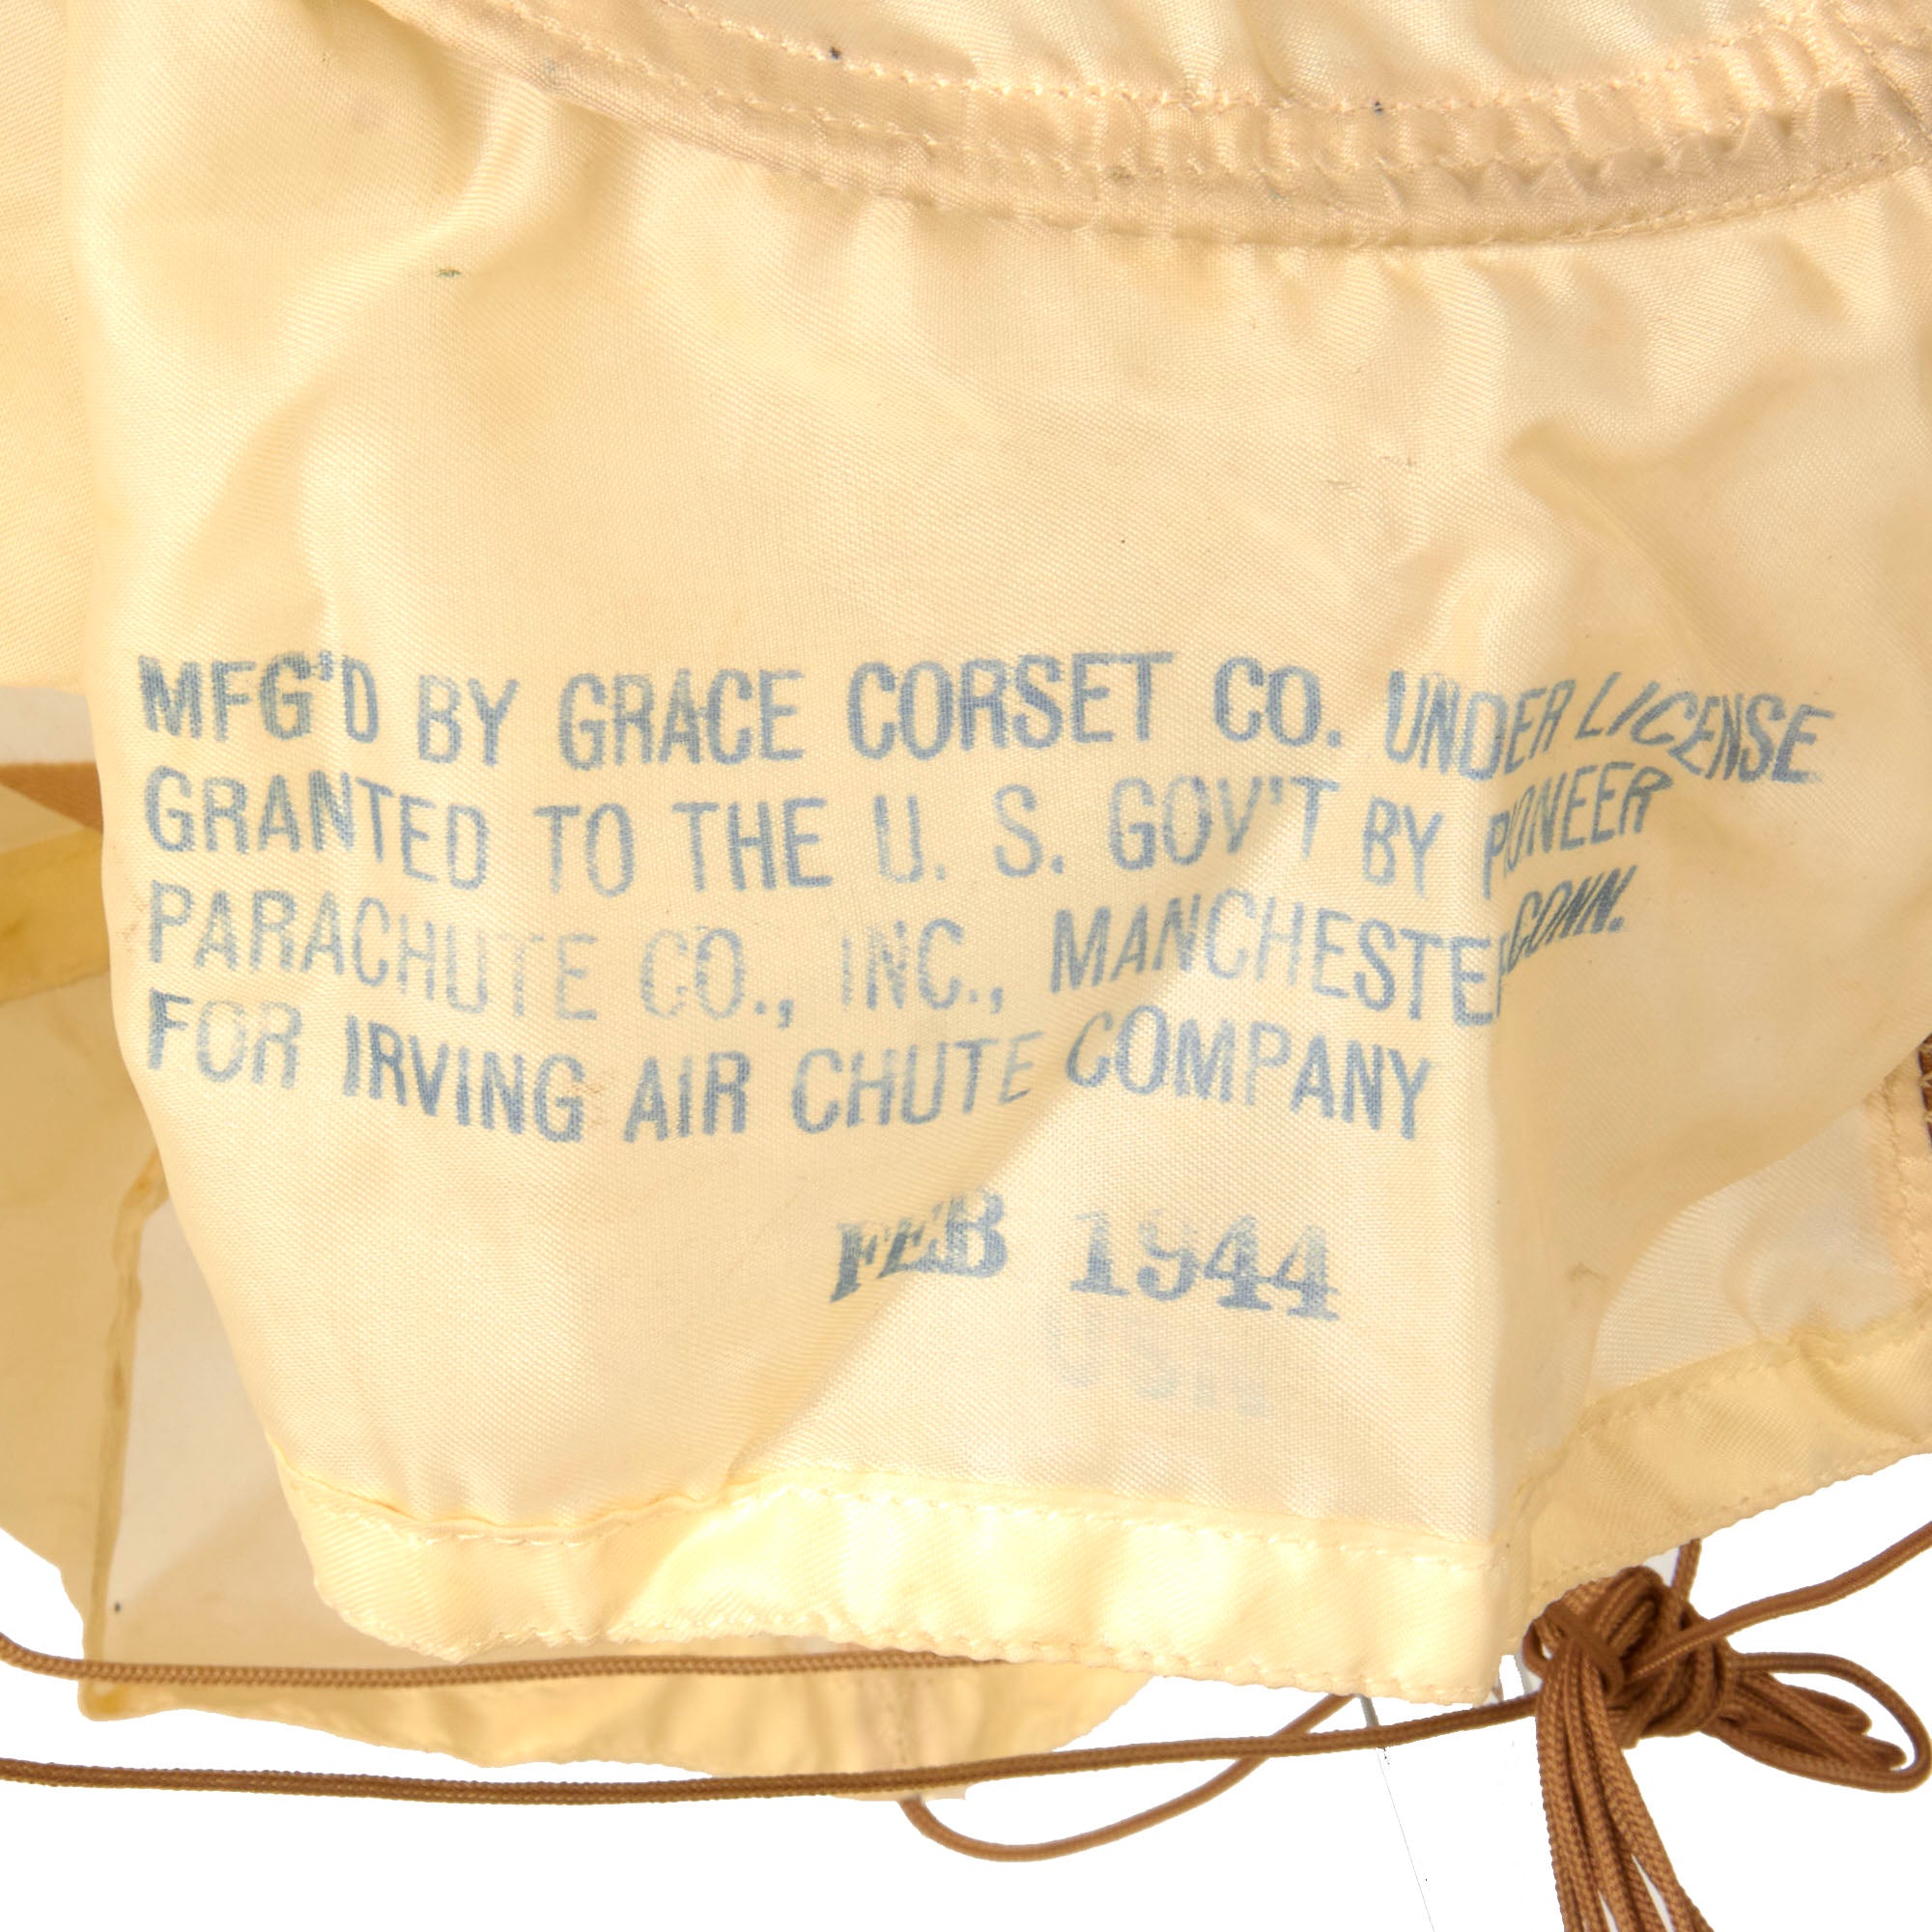 MFG'D BY GRACE CORSET CO. UNDER LICENSE
GRANTED TO THE U. S. GOV'T BY PIONEER
PARACHUTE CO., INC., MANCHESTER CONN.
FOR IRVING AIR CHUTE COMPANY
FEB 1944
USA